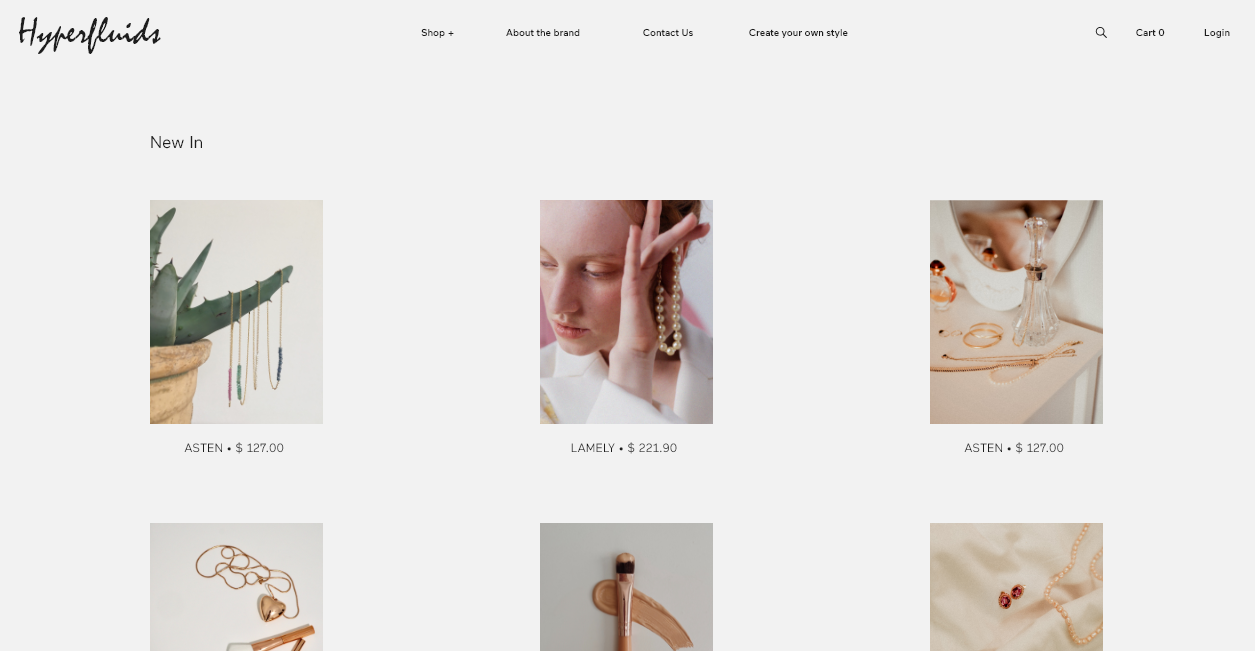 Hyperfluids
Shop +
About the brand
Contact Us
Create your own style
Cart 0
Login
New In
ASTEN • $ 127.00
LAMELY • $ 221.90
ASTEN • $ 127.00